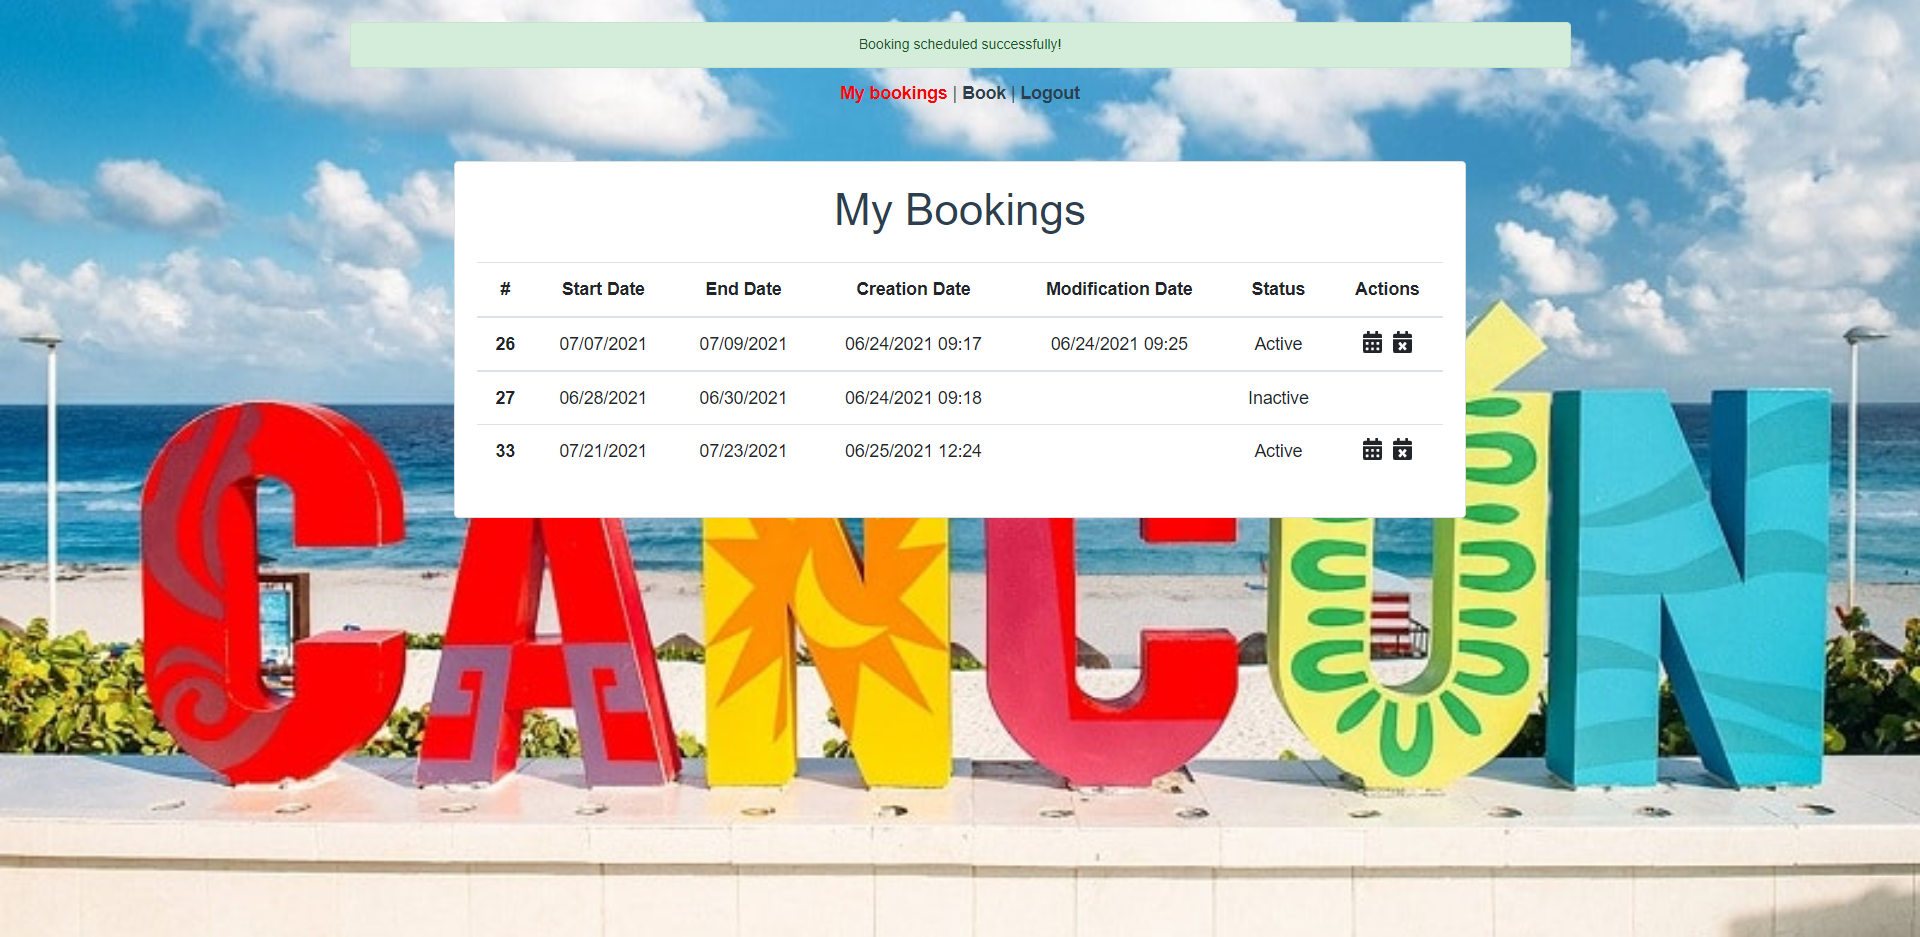 Booking scheduled successfully!
My bookings | Book | Logout
My Bookings
# Start Date End Date Creation Date Modification Date Status Actions
26 07/07/2021 07/09/2021 06/24/2021 09:17 06/24/2021 09:25 Active
27 06/28/2021 06/30/2021 06/24/2021 09:18 Inactive
33 07/21/2021 07/23/2021 06/25/2021 12:24 Active
CANCÚN